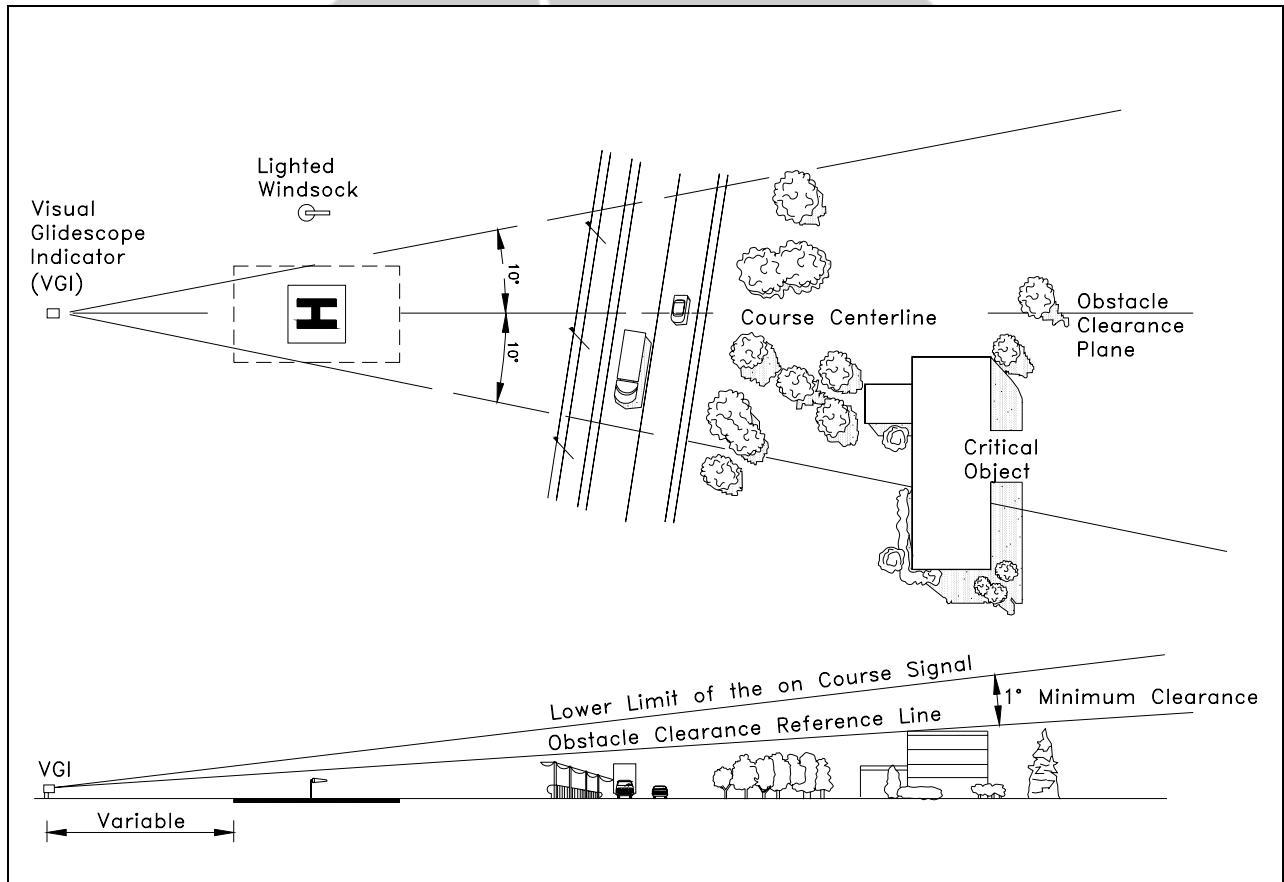 Lighted
Windsock
Visual
Glidescope
Indicator
(VGI)
H
10°
10°
Course Centerline
Obstacle
Clearance
Plane
Critical
Object
Lower Limit of the on Course Signal
1° Minimum Clearance
Obstacle Clearance Reference Line
VGI
Variable